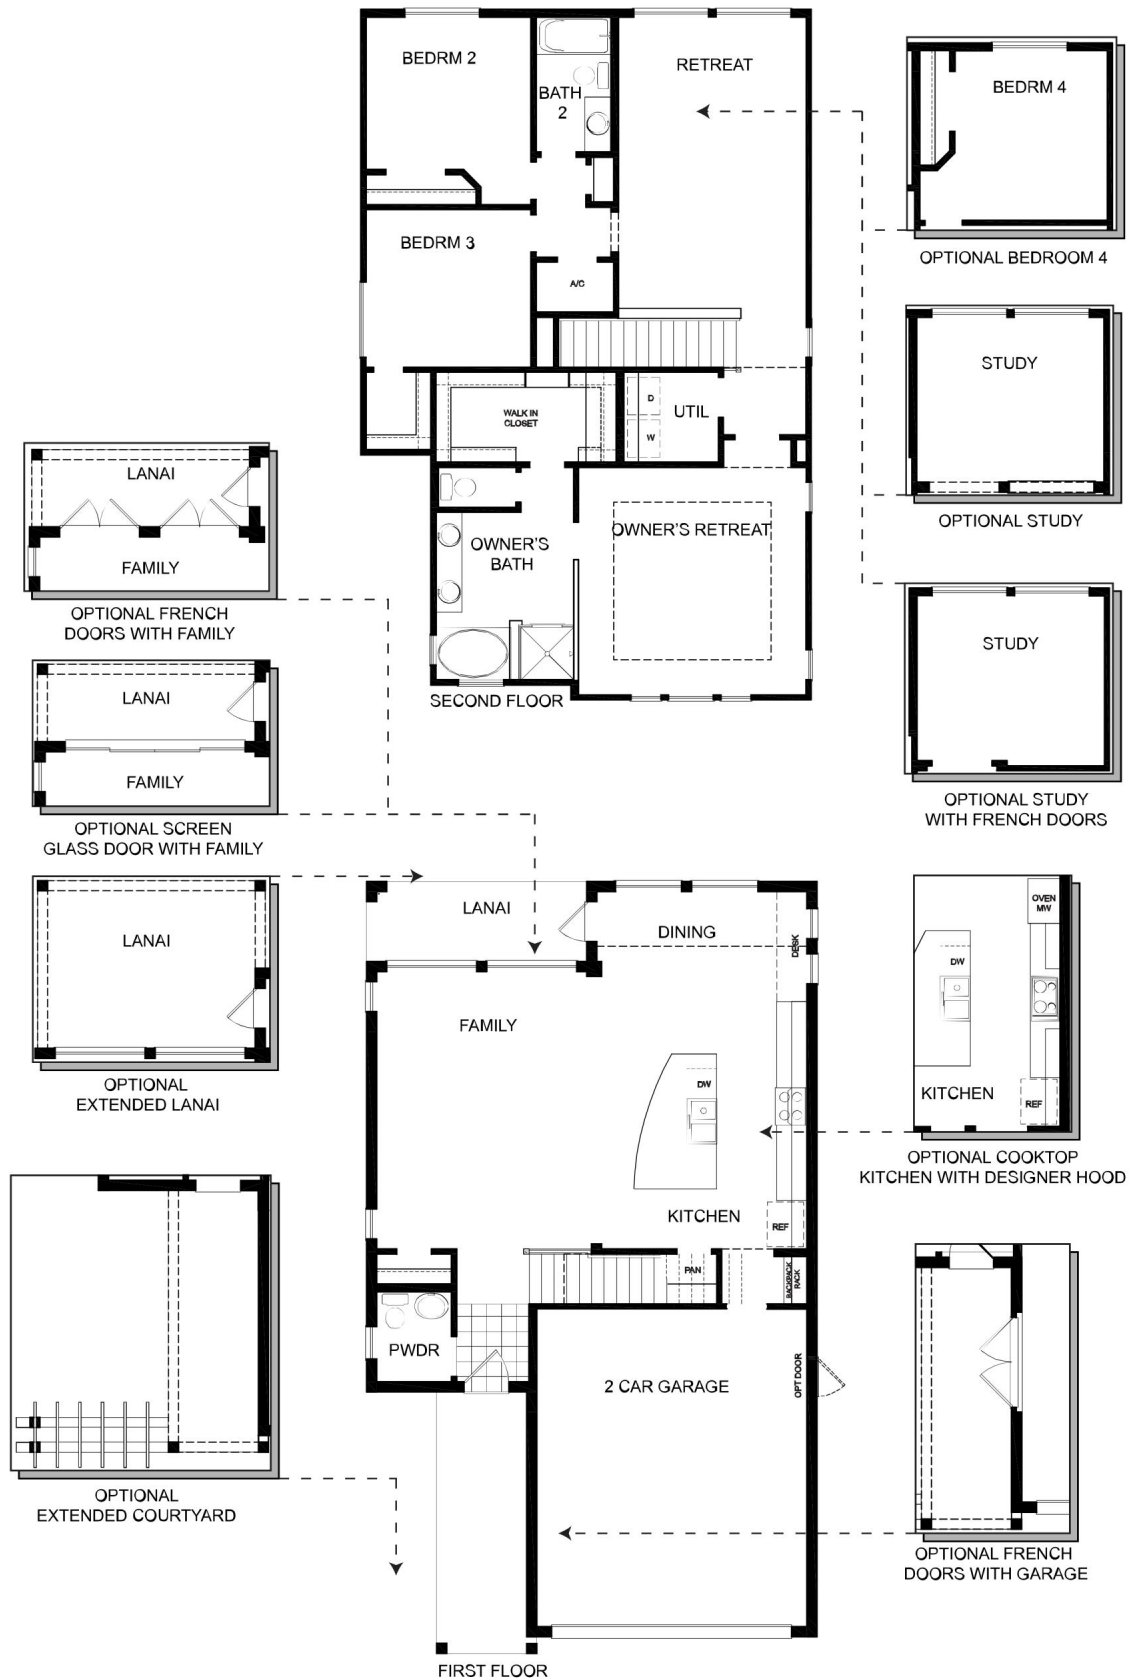 BEDRM 2
BATH
2
RETREAT
BEDRM 3
A/C
WALK IN
CLOSET
D
W
UTIL
OWNER'S
BATH
OWNER'S RETREAT
SECOND FLOOR
BEDRM 4
OPTIONAL BEDROOM 4
STUDY
OPTIONAL STUDY
STUDY
OPTIONAL STUDY
WITH FRENCH DOORS
LANAI
FAMILY
OPTIONAL FRENCH
DOORS WITH FAMILY
LANAI
FAMILY
OPTIONAL SCREEN
GLASS DOOR WITH FAMILY
LANAI
OPTIONAL
EXTENDED LANAI
OPTIONAL
EXTENDED COURTYARD
LANAI
DINING
DESK
FAMILY
DW
KITCHEN
REF
PAN
BACKPACK
RACK
PWDR
2 CAR GARAGE
OPT DOOR
FIRST FLOOR
OVEN
MW
DW
KITCHEN
REF
OPTIONAL COOKTOP
KITCHEN WITH DESIGNER HOOD
OPTIONAL FRENCH
DOORS WITH GARAGE